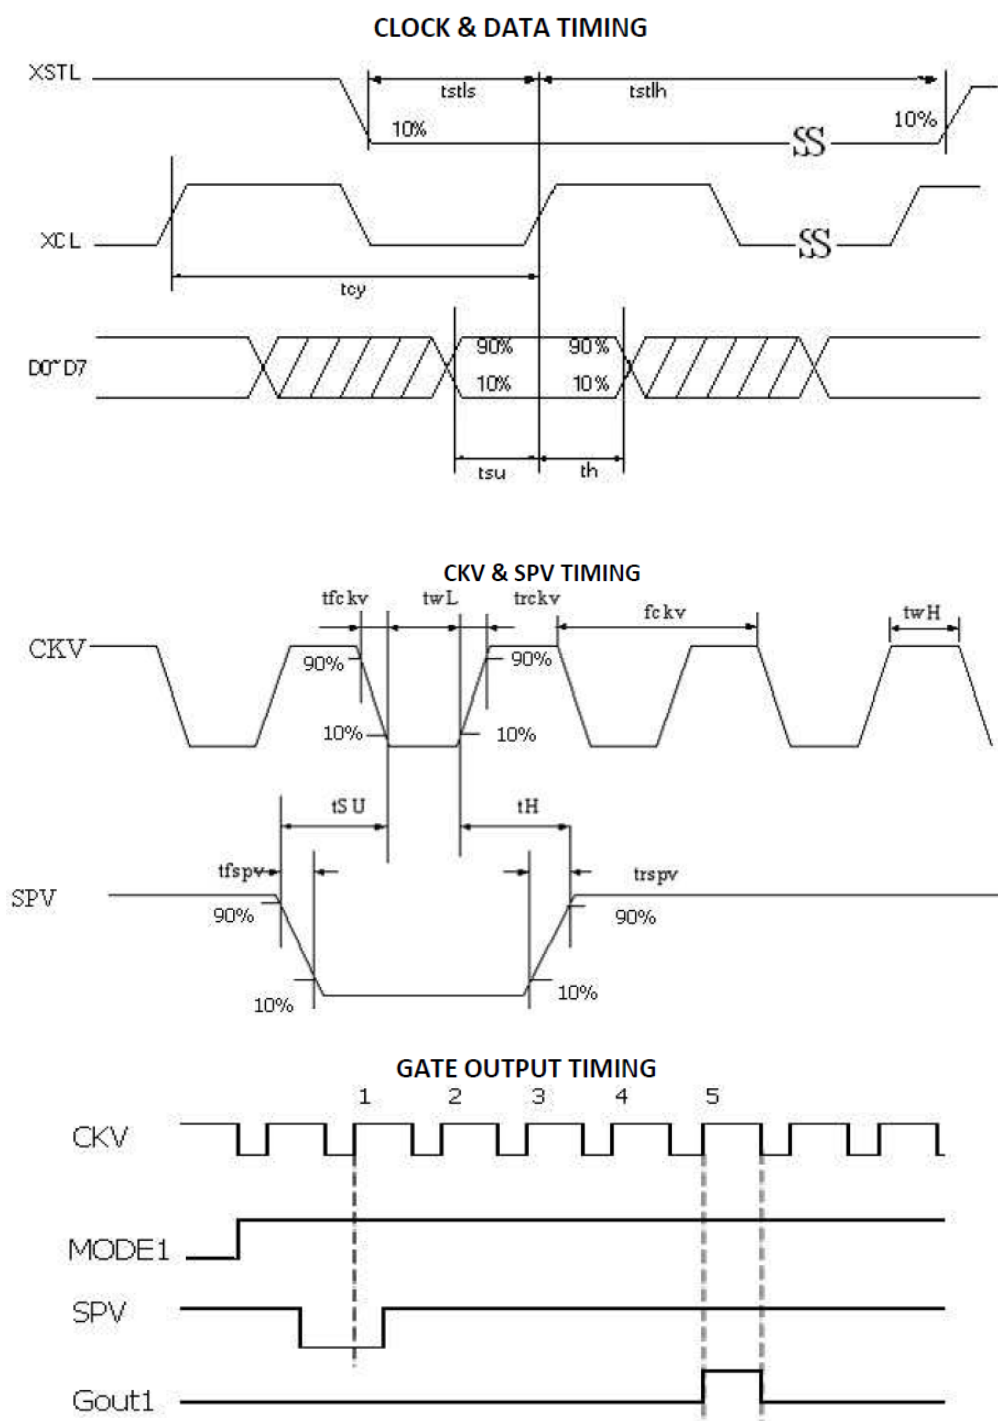 CLOCK & DATA TIMING
XSTL
tstls
tstlh
10%
10%
SS
XCL
SS
tcy
D0~D7
90%
90%
10%
10%
tsu
th
CKV & SPV TIMING
tfckv
twL
trckv
fckv
twH
CKV
90%
90%
10%
10%
tSU
tH
tfspv
trspv
SPV
90%
90%
10%
10%
GATE OUTPUT TIMING
1 2 3 4 5
CKV
MODE1
SPV
Gout1